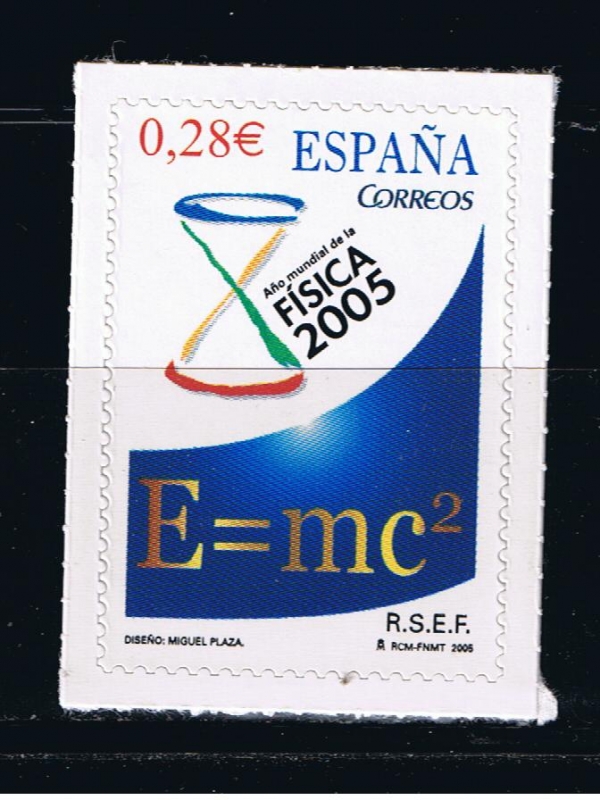 0,28€ ESPAÑA
CORREOS
Año mundial de la
FÍSICA
2005
E=mc²
R.S.E.F.
DISEÑO: MIGUEL PLAZA.
RCM-FNMT 2005